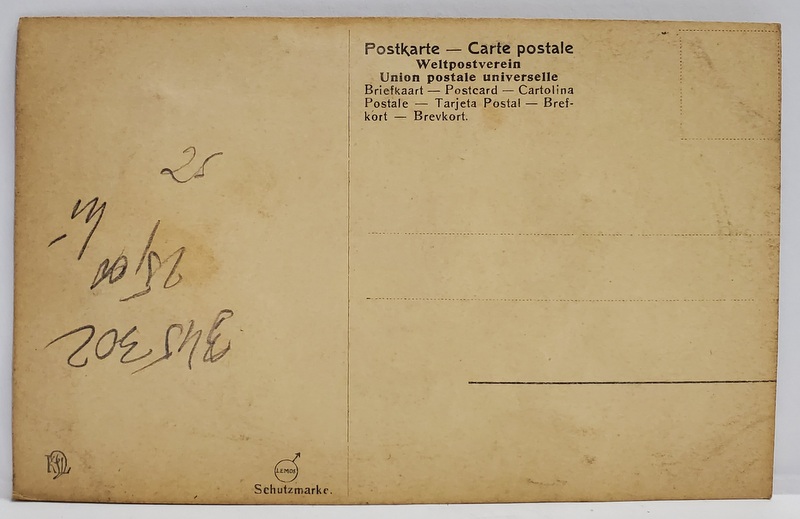 Postkarte — Carte postale
Weltpostverein
Union postale universelle
Briefkaart — Postcard — Cartolina
Postale — Tarjeta Postal — Bref-
kort — Brevkort.
25
LEMOS
Schutzmarke.